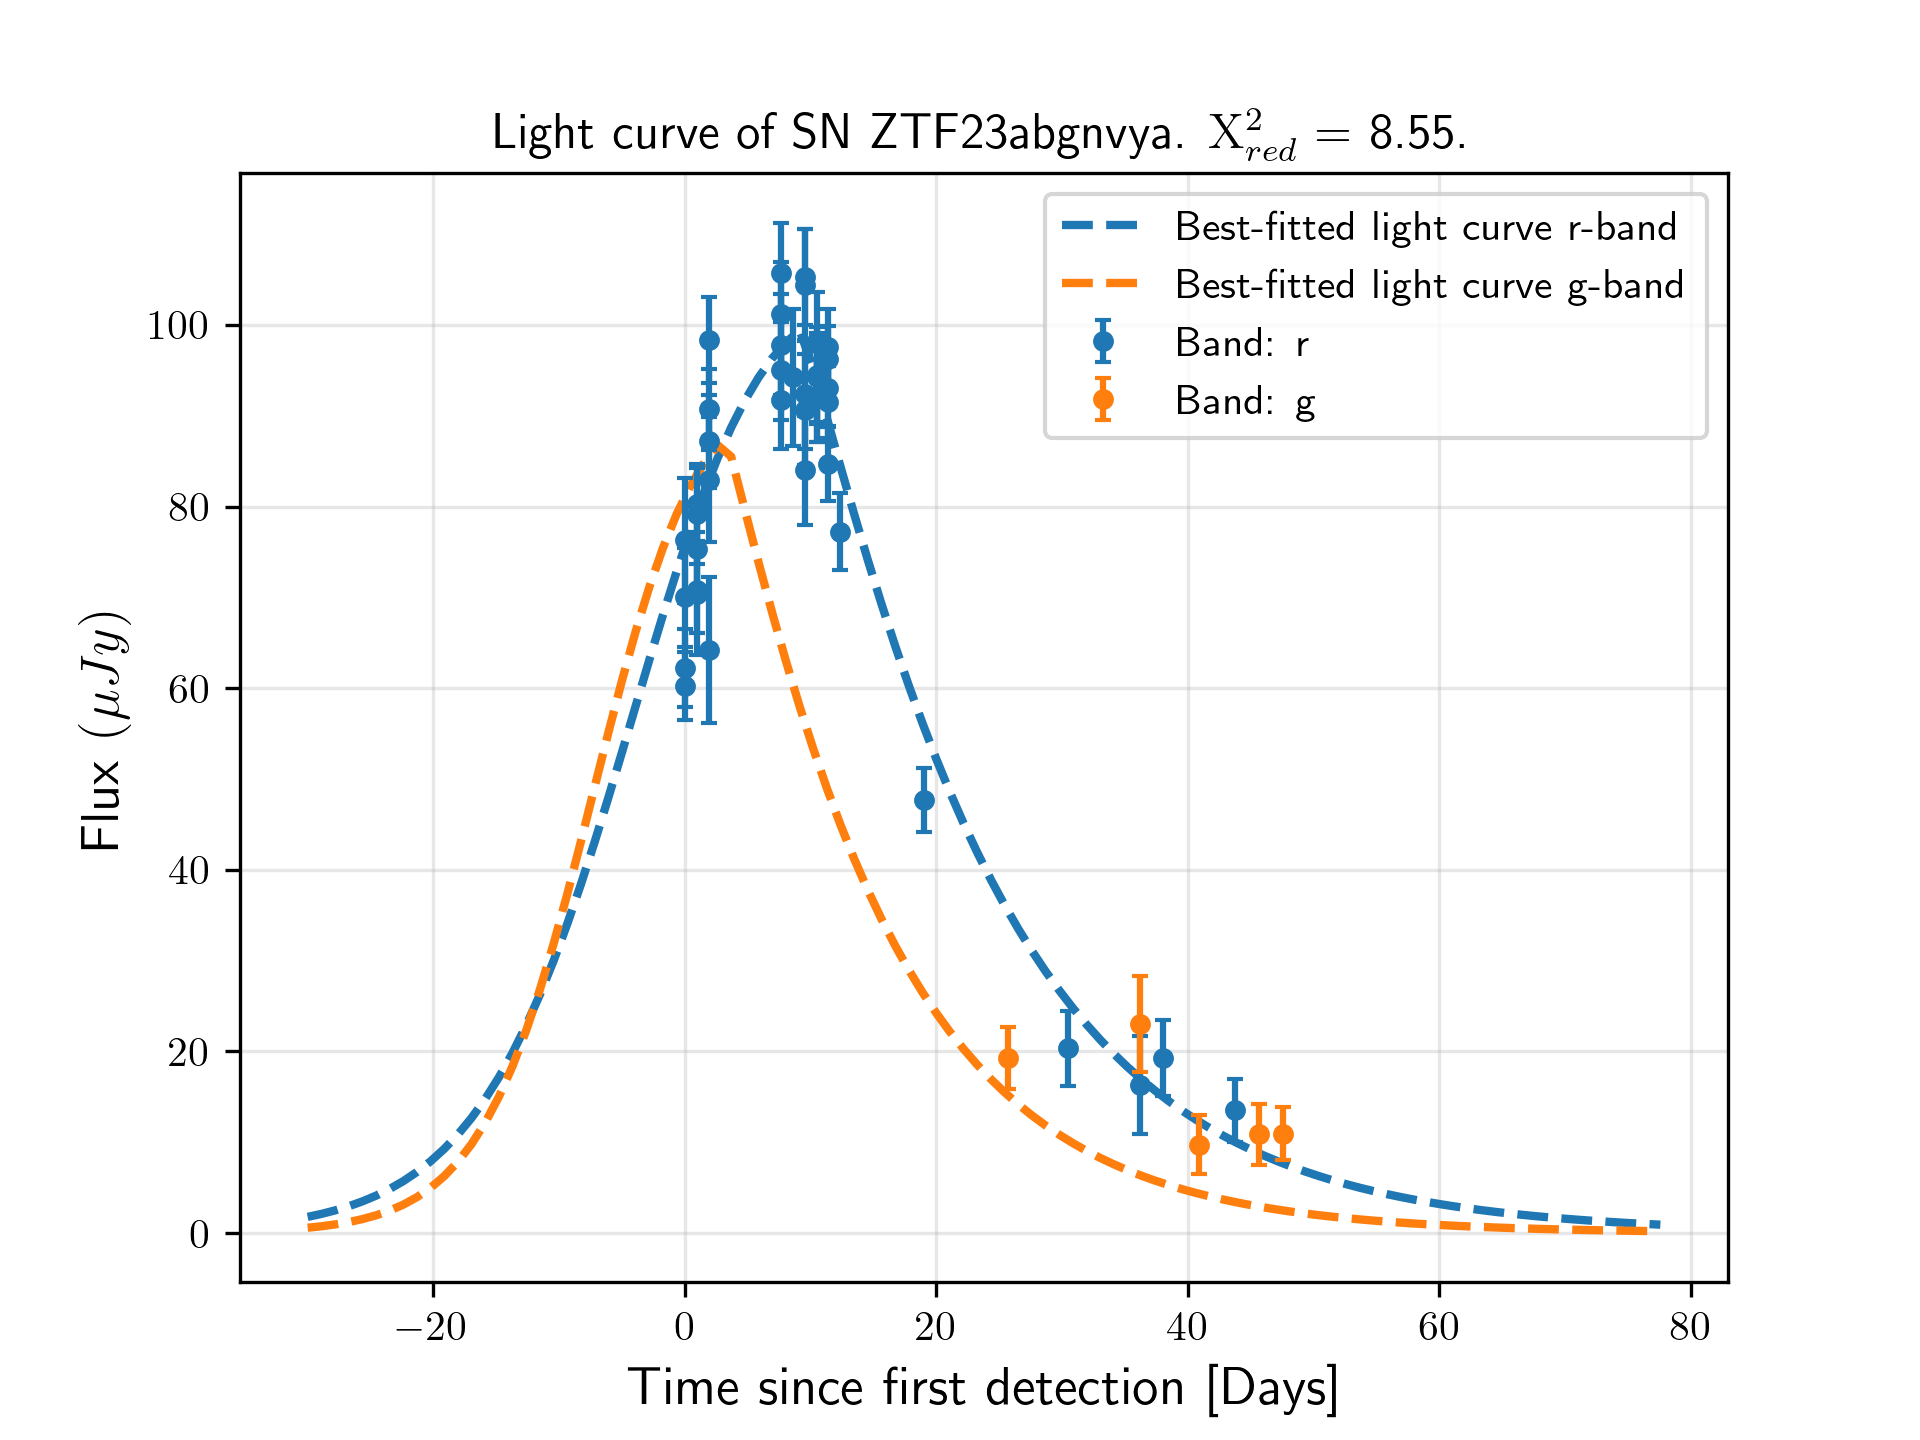 Light curve of SN ZTF23abgnvya. X²_red = 8.55.
Best-fitted light curve r-band
Best-fitted light curve g-band
Band: r
Band: g
Flux (μJy)
100
80
60
40
20
0
−20 0 20 40 60 80
Time since first detection [Days]